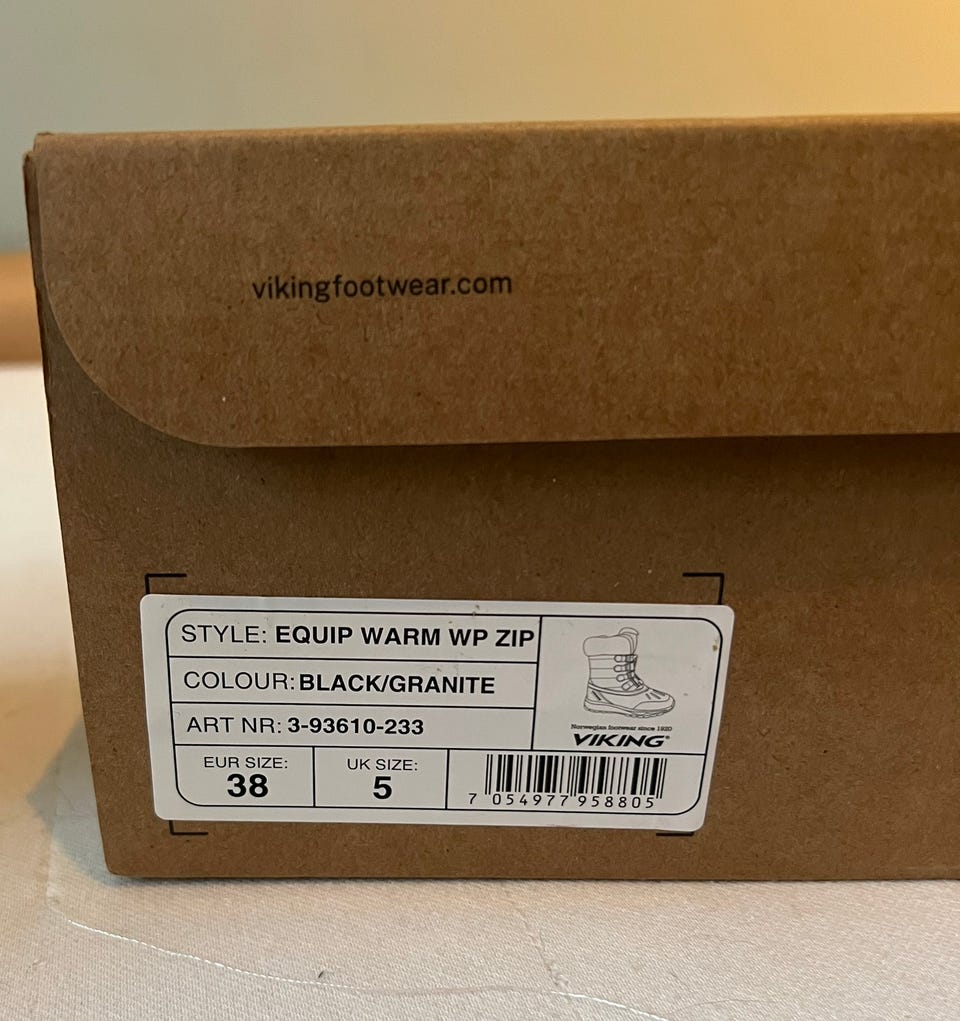 vikingfootwear.com
STYLE: EQUIP WARM WP ZIP
COLOUR: BLACK/GRANITE
ART NR: 3-93610-233
Norwegian footwear since 1920
VIKING®
EUR SIZE:
38
UK SIZE:
5
7 054977 958805